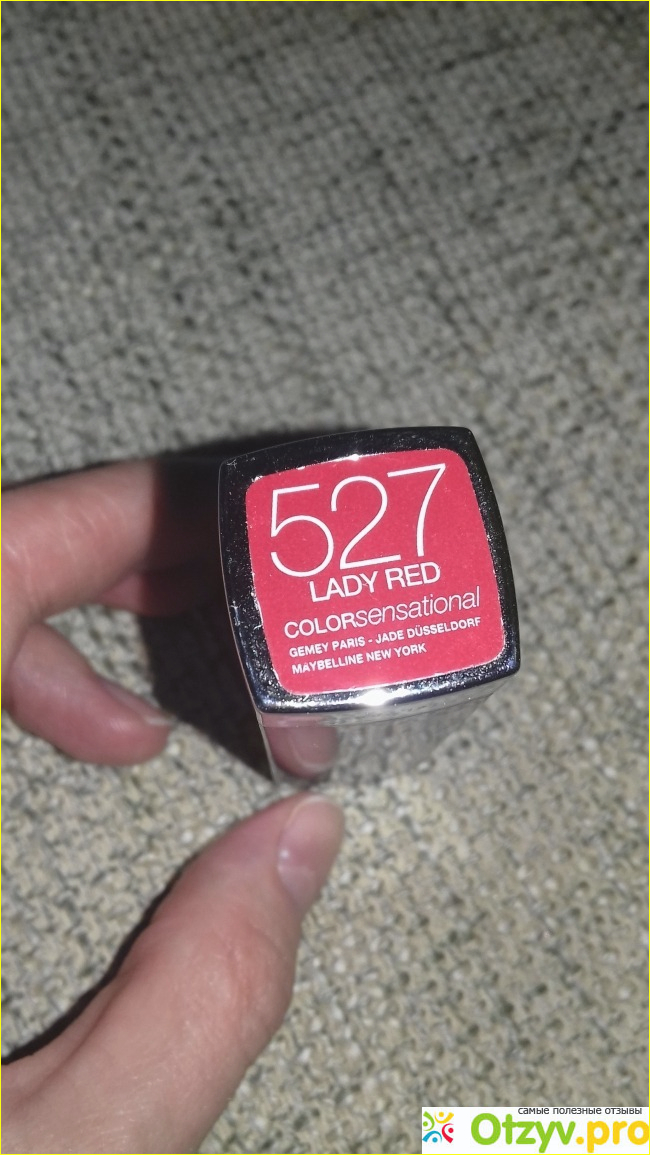 527
LADY RED
COLORsensational
GEMEY PARIS - JADE DÜSSELDORF
MAYBELLINE NEW YORK
самые полезные отзывы
Otzyv.pro